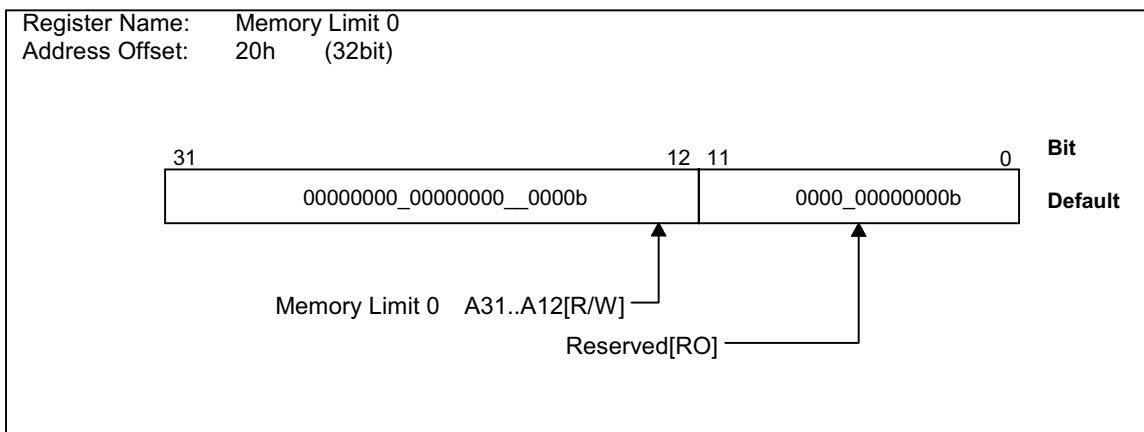 Register Name: Memory Limit 0
Address Offset: 20h (32bit)
31 12 11 0 Bit
00000000_00000000__0000b 0000_00000000b Default
Memory Limit 0 A31..A12[R/W]
Reserved[RO]